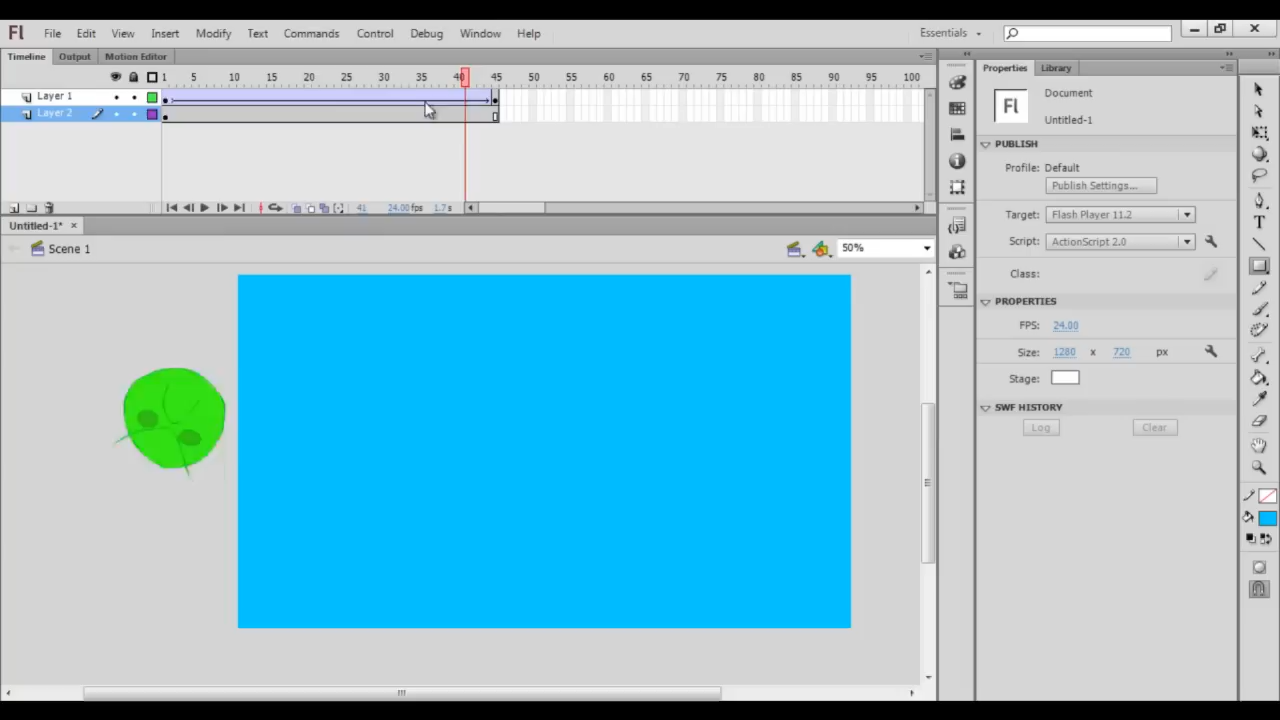 Fl File Edit View Insert Text Commands Control Debug Window Help Essentials
Timeline Output Motion Editor
1 5 10 15 20 25 30 35 40 45 50 55 60 65 70 75 80 85 90 95 100
Layer 1
Layer 2
41 24.00 fps 1.7 s
Untitled-1*
Scene 1 50%
Properties Library
Fl Document
Untitled-1
PUBLISH
Profile: Default
Publish Settings...
Target: Flash Player 11.2
Script: ActionScript 2.0
Class:
PROPERTIES
FPS: 24.00
Size: 1280 x 720 px
Stage:
SWF HISTORY
Log Clear
T